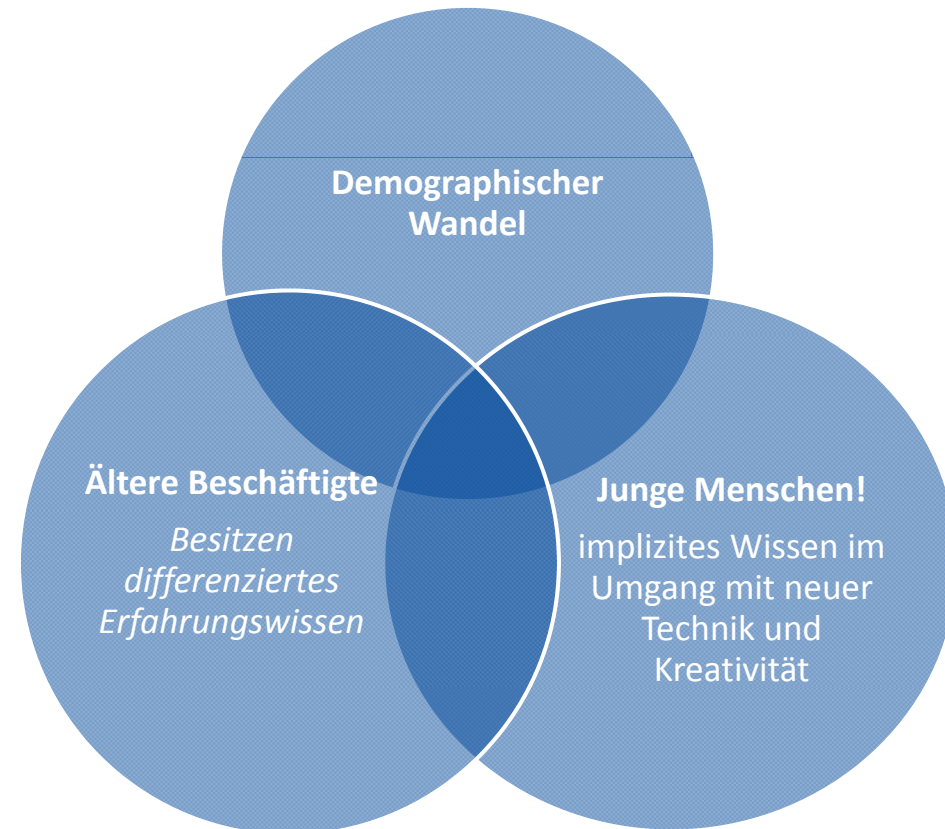 Demographischer
Wandel
Ältere Beschäftigte
Besitzen
differenziertes
Erfahrungswissen
Junge Menschen!
implizites Wissen im
Umgang mit neuer
Technik und
Kreativität